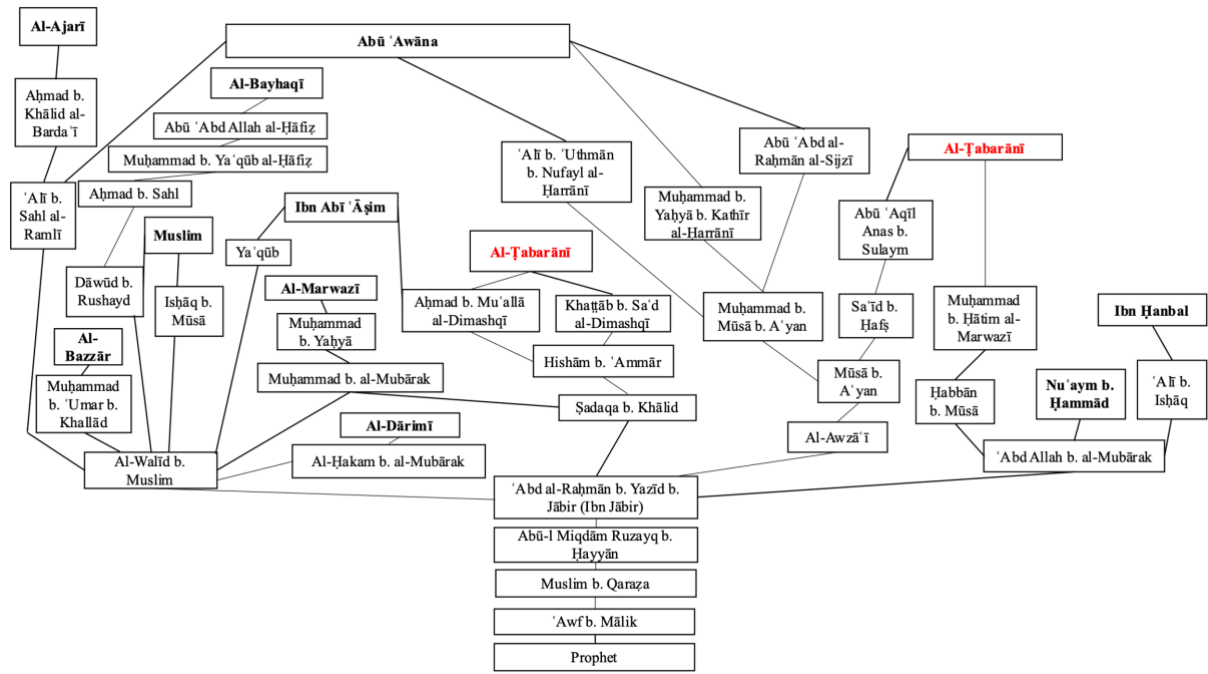 Al-Ajarī
Abū ʿAwāna
Al-Bayhaqī
Aḥmad b.
Khālid al-
Bardaʿī
Abū ʿAbd Allah al-Ḥāfiẓ
Muḥammad b. Yaʿqūb al-Ḥāfiẓ
ʿAlī b. ʿUthmān
b. Nufayl al-
Ḥarrānī
Abū ʿAbd al-
Raḥmān al-Sijzī
Al-Ṭabarānī
ʿAlī b.
Sahl al-
Ramlī
Aḥmad b. Sahl
Ibn Abī ʿĀṣim
Muḥammad b.
Yaḥyā b. Kathīr
al-Ḥarrānī
Abū ʿAqīl
Anas b.
Sulaym
Muslim
Yaʿqūb
Al-Ṭabarānī
Dāwūd b.
Rushayd
Isḥāq b.
Mūsā
Al-Marwazī
Muḥammad
b. Yaḥyā
Aḥmad b. Muʿallā
al-Dimashqī
Khaṭṭāb b. Saʿd
al-Dimashqī
Muḥammad b.
Mūsā b. Aʿyan
Saʿīd b.
Ḥafṣ
Muḥammad
b. Ḥātim al-
Marwazī
Ibn Ḥanbal
Al-
Bazzār
Muḥammad
b. ʿUmar b.
Khallād
Muḥammad b. al-Mubārak
Hishām b. ʿAmmār
Mūsā b.
Aʿyan
Ḥabbān
b. Mūsā
Nuʿaym b.
Ḥammād
ʿAlī b.
Isḥāq
Ṣadaqa b. Khālid
Al-Dārimī
Al-Awzāʿī
Al-Walīd b.
Muslim
Al-Ḥakam b. al-Mubārak
ʿAbd Allah b. al-Mubārak
ʿAbd al-Raḥmān b. Yazīd b.
Jābir (Ibn Jābir)
Abū-l Miqdām Ruzayq b.
Ḥayyān
Muslim b. Qaraẓa
ʿAwf b. Mālik
Prophet